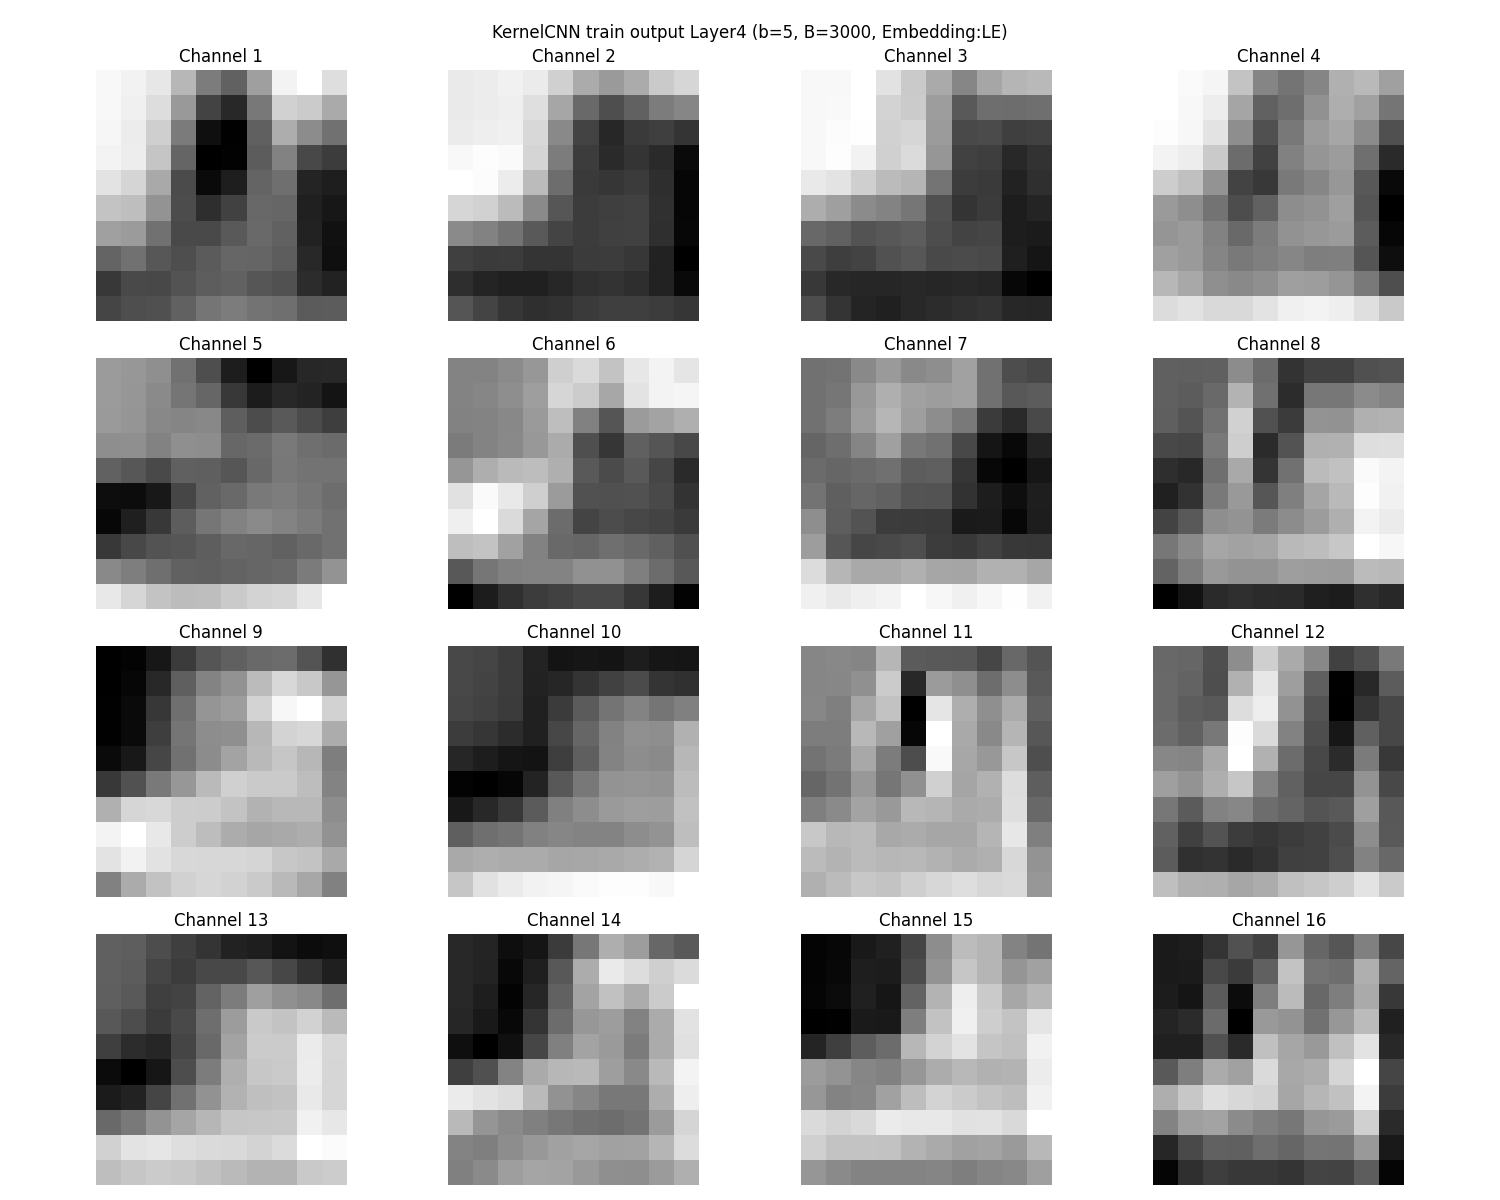 KernelCNN train output Layer4 (b=5, B=3000, Embedding:LE)
Channel 1
Channel 2
Channel 3
Channel 4
Channel 5
Channel 6
Channel 7
Channel 8
Channel 9
Channel 10
Channel 11
Channel 12
Channel 13
Channel 14
Channel 15
Channel 16